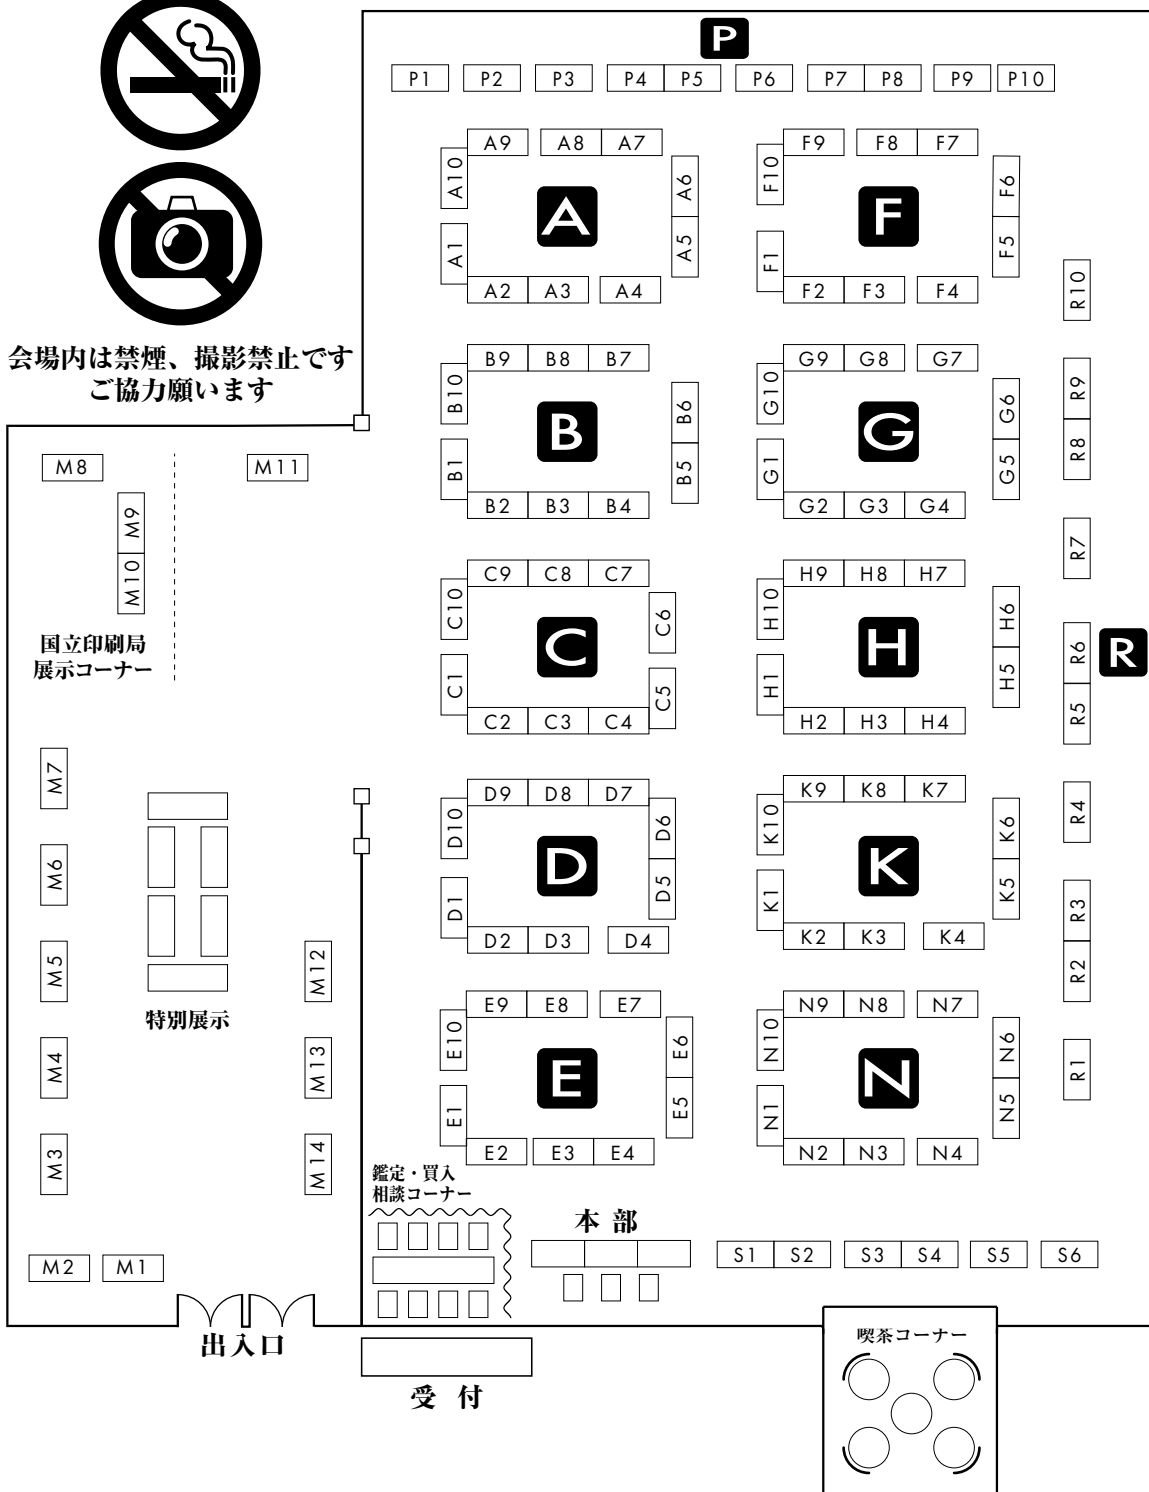 P
P1 P2 P3 P4 P5 P6 P7 P8 P9 P10
A9 A8 A7
A10 A6
A
A1 A5
A2 A3 A4
F9 F8 F7
F10 F6
F
F1 F5
F2 F3 F4
会場内は禁煙、撮影禁止です
ご協力願います
B9 B8 B7
B10 B6
B
B1 B5
B2 B3 B4
G9 G8 G7
G10 G6
G
G1 G5
G2 G3 G4
C9 C8 C7
C10 C6
C
C1 C5
C2 C3 C4
H9 H8 H7
H10 H6
H
H1 H5
H2 H3 H4
D9 D8 D7
D10 D6
D
D1 D5
D2 D3 D4
K9 K8 K7
K10 K6
K
K1 K5
K2 K3 K4
E9 E8 E7
E10 E6
E
E1 E5
E2 E3 E4
N9 N8 N7
N10 N6
N
N1 N5
N2 N3 N4
R10
R9
R8
R7
R6
R
R5
R4
R3
R2
R1
M8 M11
M9
M10
国立印刷局
展示コーナー
M7
M6
M5
M4
M3
特別展示
M12
M13
M14
M2 M1
出入口
鑑定・買入
相談コーナー
本部
S1 S2 S3 S4 S5 S6
受付
喫茶コーナー